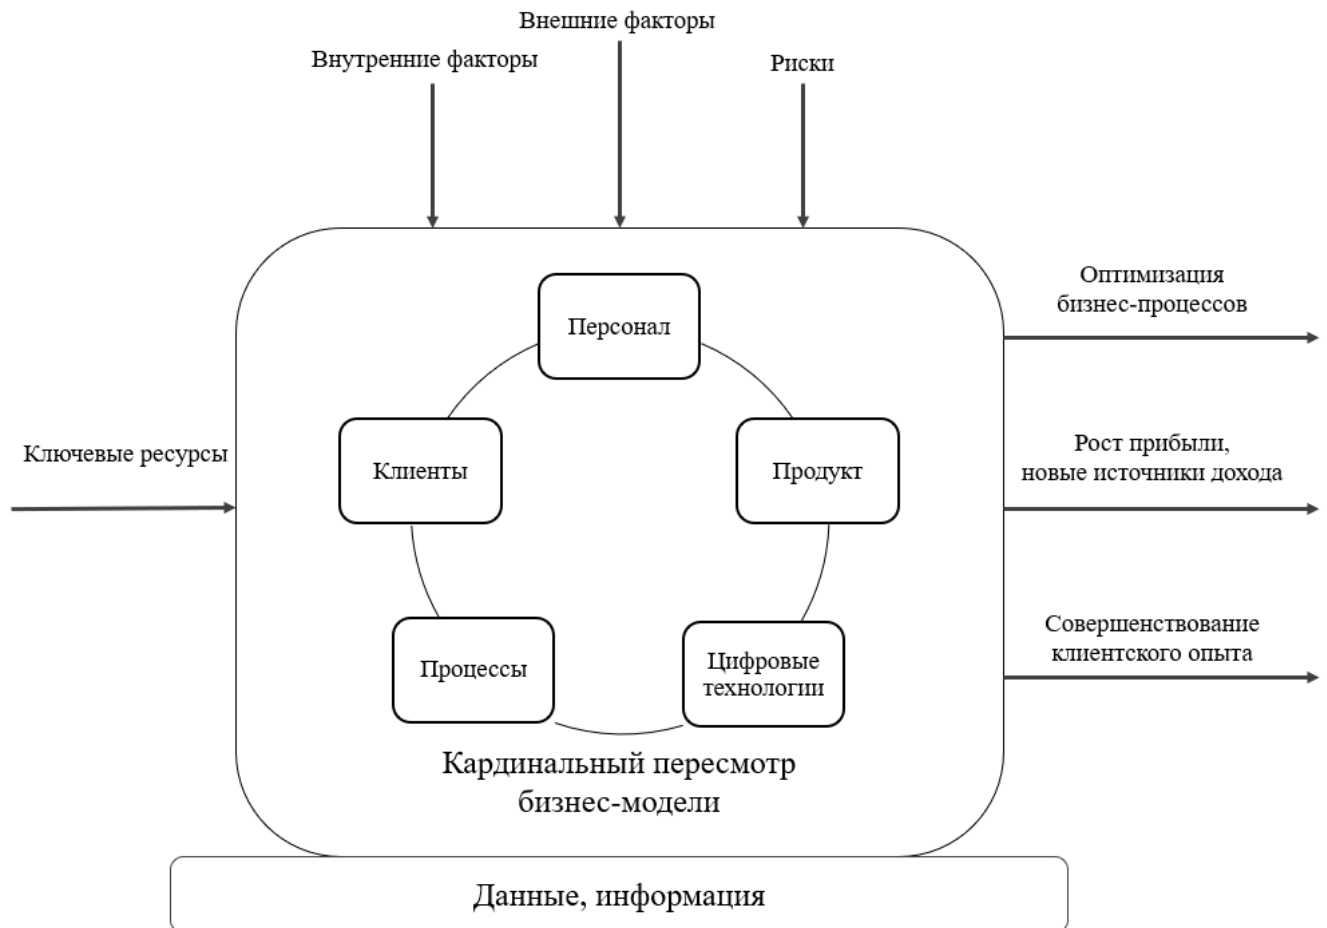 Внешние факторы
Внутренние факторы
Риски
Оптимизация
бизнес-процессов
Персонал
Ключевые ресурсы
Клиенты
Продукт
Рост прибыли,
новые источники дохода
Процессы
Цифровые
технологии
Совершенствование
клиентского опыта
Кардинальный пересмотр
бизнес-модели
Данные, информация